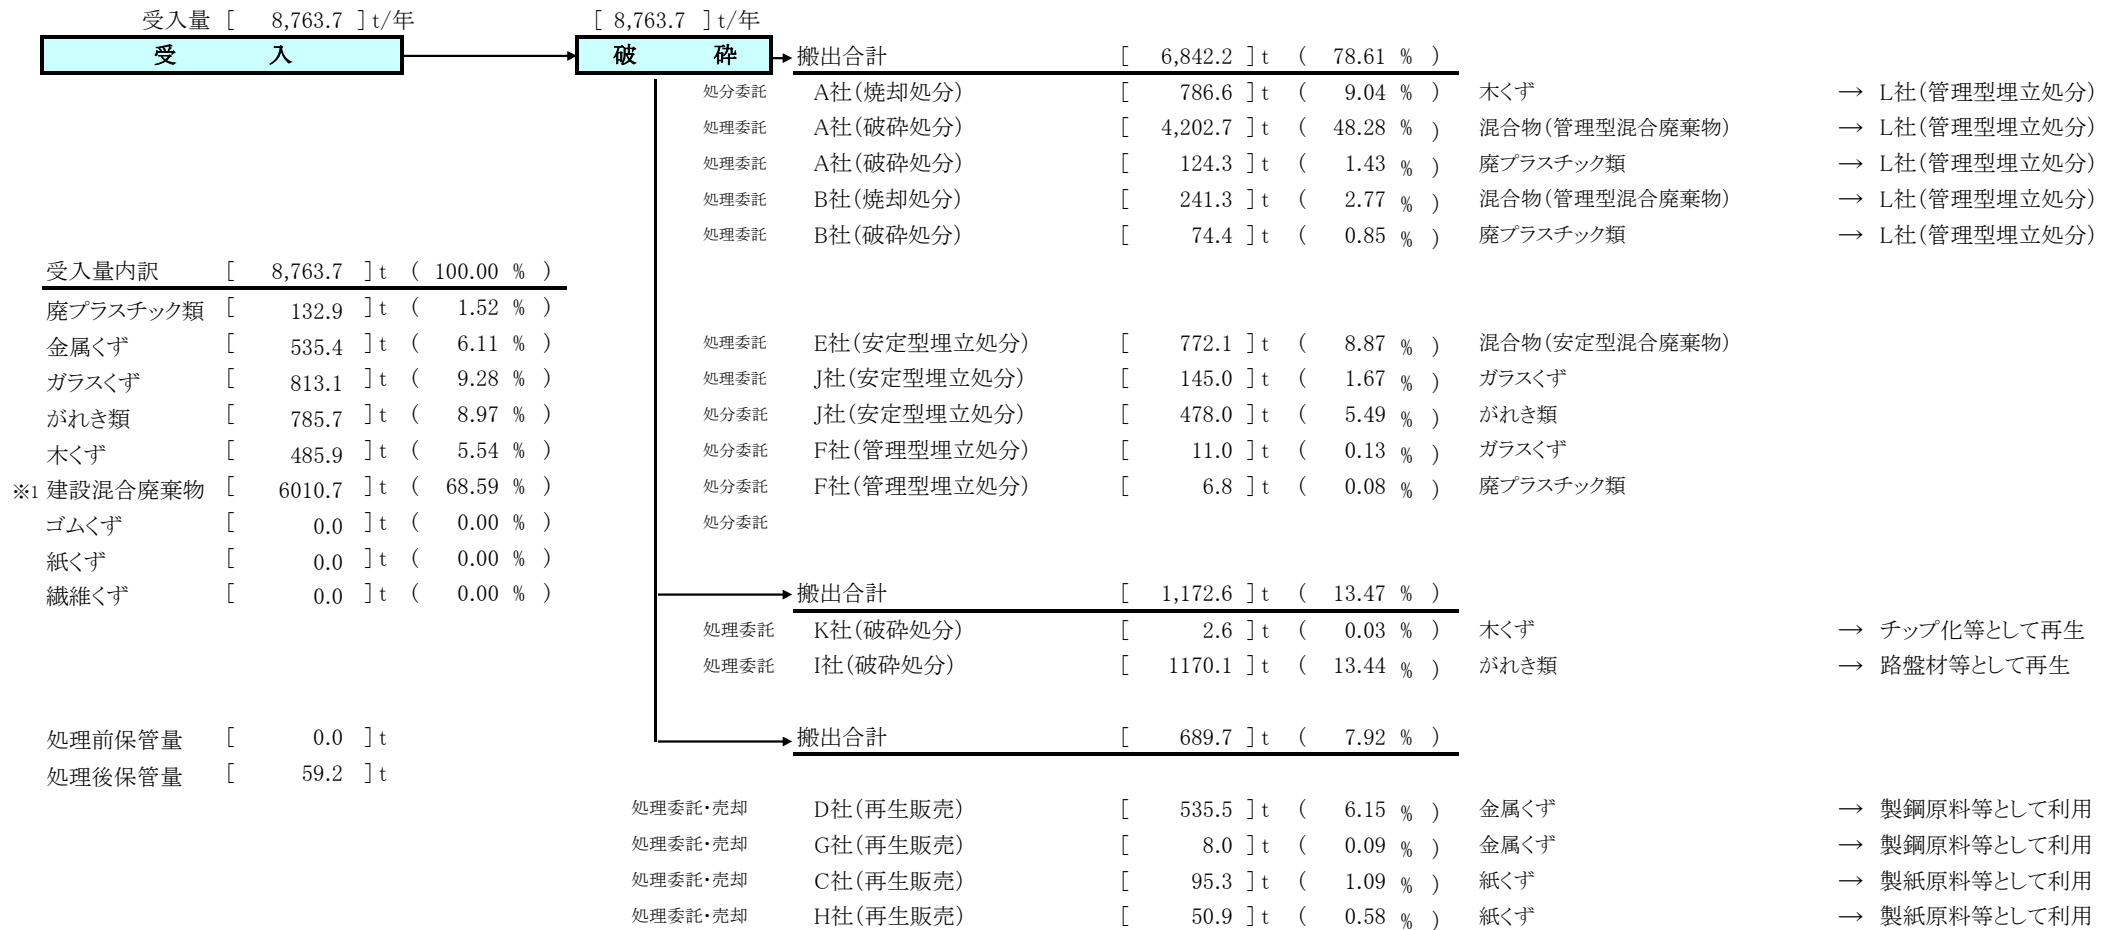 受入量 [ 8,763.7 ] t/年 [ 8,763.7 ] t/年
受 入 → 破 砕 → 搬出合計 [ 6,842.2 ] t ( 78.61 % )
処分委託 A社(焼却処分) [ 786.6 ] t ( 9.04 % ) 木くず → L社(管理型埋立処分)
処理委託 A社(破砕処分) [ 4,202.7 ] t ( 48.28 % ) 混合物(管理型混合廃棄物) → L社(管理型埋立処分)
処理委託 A社(破砕処分) [ 124.3 ] t ( 1.43 % ) 廃プラスチック類 → L社(管理型埋立処分)
処理委託 B社(焼却処分) [ 241.3 ] t ( 2.77 % ) 混合物(管理型混合廃棄物) → L社(管理型埋立処分)
処理委託 B社(破砕処分) [ 74.4 ] t ( 0.85 % ) 廃プラスチック類 → L社(管理型埋立処分)
受入量内訳 [ 8,763.7 ] t ( 100.00 % )
廃プラスチック類 [ 132.9 ] t ( 1.52 % )
金属くず [ 535.4 ] t ( 6.11 % ) 処理委託 E社(安定型埋立処分) [ 772.1 ] t ( 8.87 % ) 混合物(安定型混合廃棄物)
ガラスくず [ 813.1 ] t ( 9.28 % ) 処理委託 J社(安定型埋立処分) [ 145.0 ] t ( 1.67 % ) ガラスくず
がれき類 [ 785.7 ] t ( 8.97 % ) 処分委託 J社(安定型埋立処分) [ 478.0 ] t ( 5.49 % ) がれき類
木くず [ 485.9 ] t ( 5.54 % ) 処分委託 F社(管理型埋立処分) [ 11.0 ] t ( 0.13 % ) ガラスくず
※1 建設混合廃棄物 [ 6010.7 ] t ( 68.59 % ) 処分委託 F社(管理型埋立処分) [ 6.8 ] t ( 0.08 % ) 廃プラスチック類
ゴムくず [ 0.0 ] t ( 0.00 % ) 処分委託
紙くず [ 0.0 ] t ( 0.00 % )
繊維くず [ 0.0 ] t ( 0.00 % ) 搬出合計 [ 1,172.6 ] t ( 13.47 % )
処理委託 K社(破砕処分) [ 2.6 ] t ( 0.03 % ) 木くず → チップ化等として再生
処理委託 I社(破砕処分) [ 1170.1 ] t ( 13.44 % ) がれき類 → 路盤材等として再生
処理前保管量 [ 0.0 ] t 搬出合計 [ 689.7 ] t ( 7.92 % )
処理後保管量 [ 59.2 ] t
処理委託・売却 D社(再生販売) [ 535.5 ] t ( 6.15 % ) 金属くず → 製鋼原料等として利用
処理委託・売却 G社(再生販売) [ 8.0 ] t ( 0.09 % ) 金属くず → 製鋼原料等として利用
処理委託・売却 C社(再生販売) [ 95.3 ] t ( 1.09 % ) 紙くず → 製紙原料等として利用
処理委託・売却 H社(再生販売) [ 50.9 ] t ( 0.58 % ) 紙くず → 製紙原料等として利用